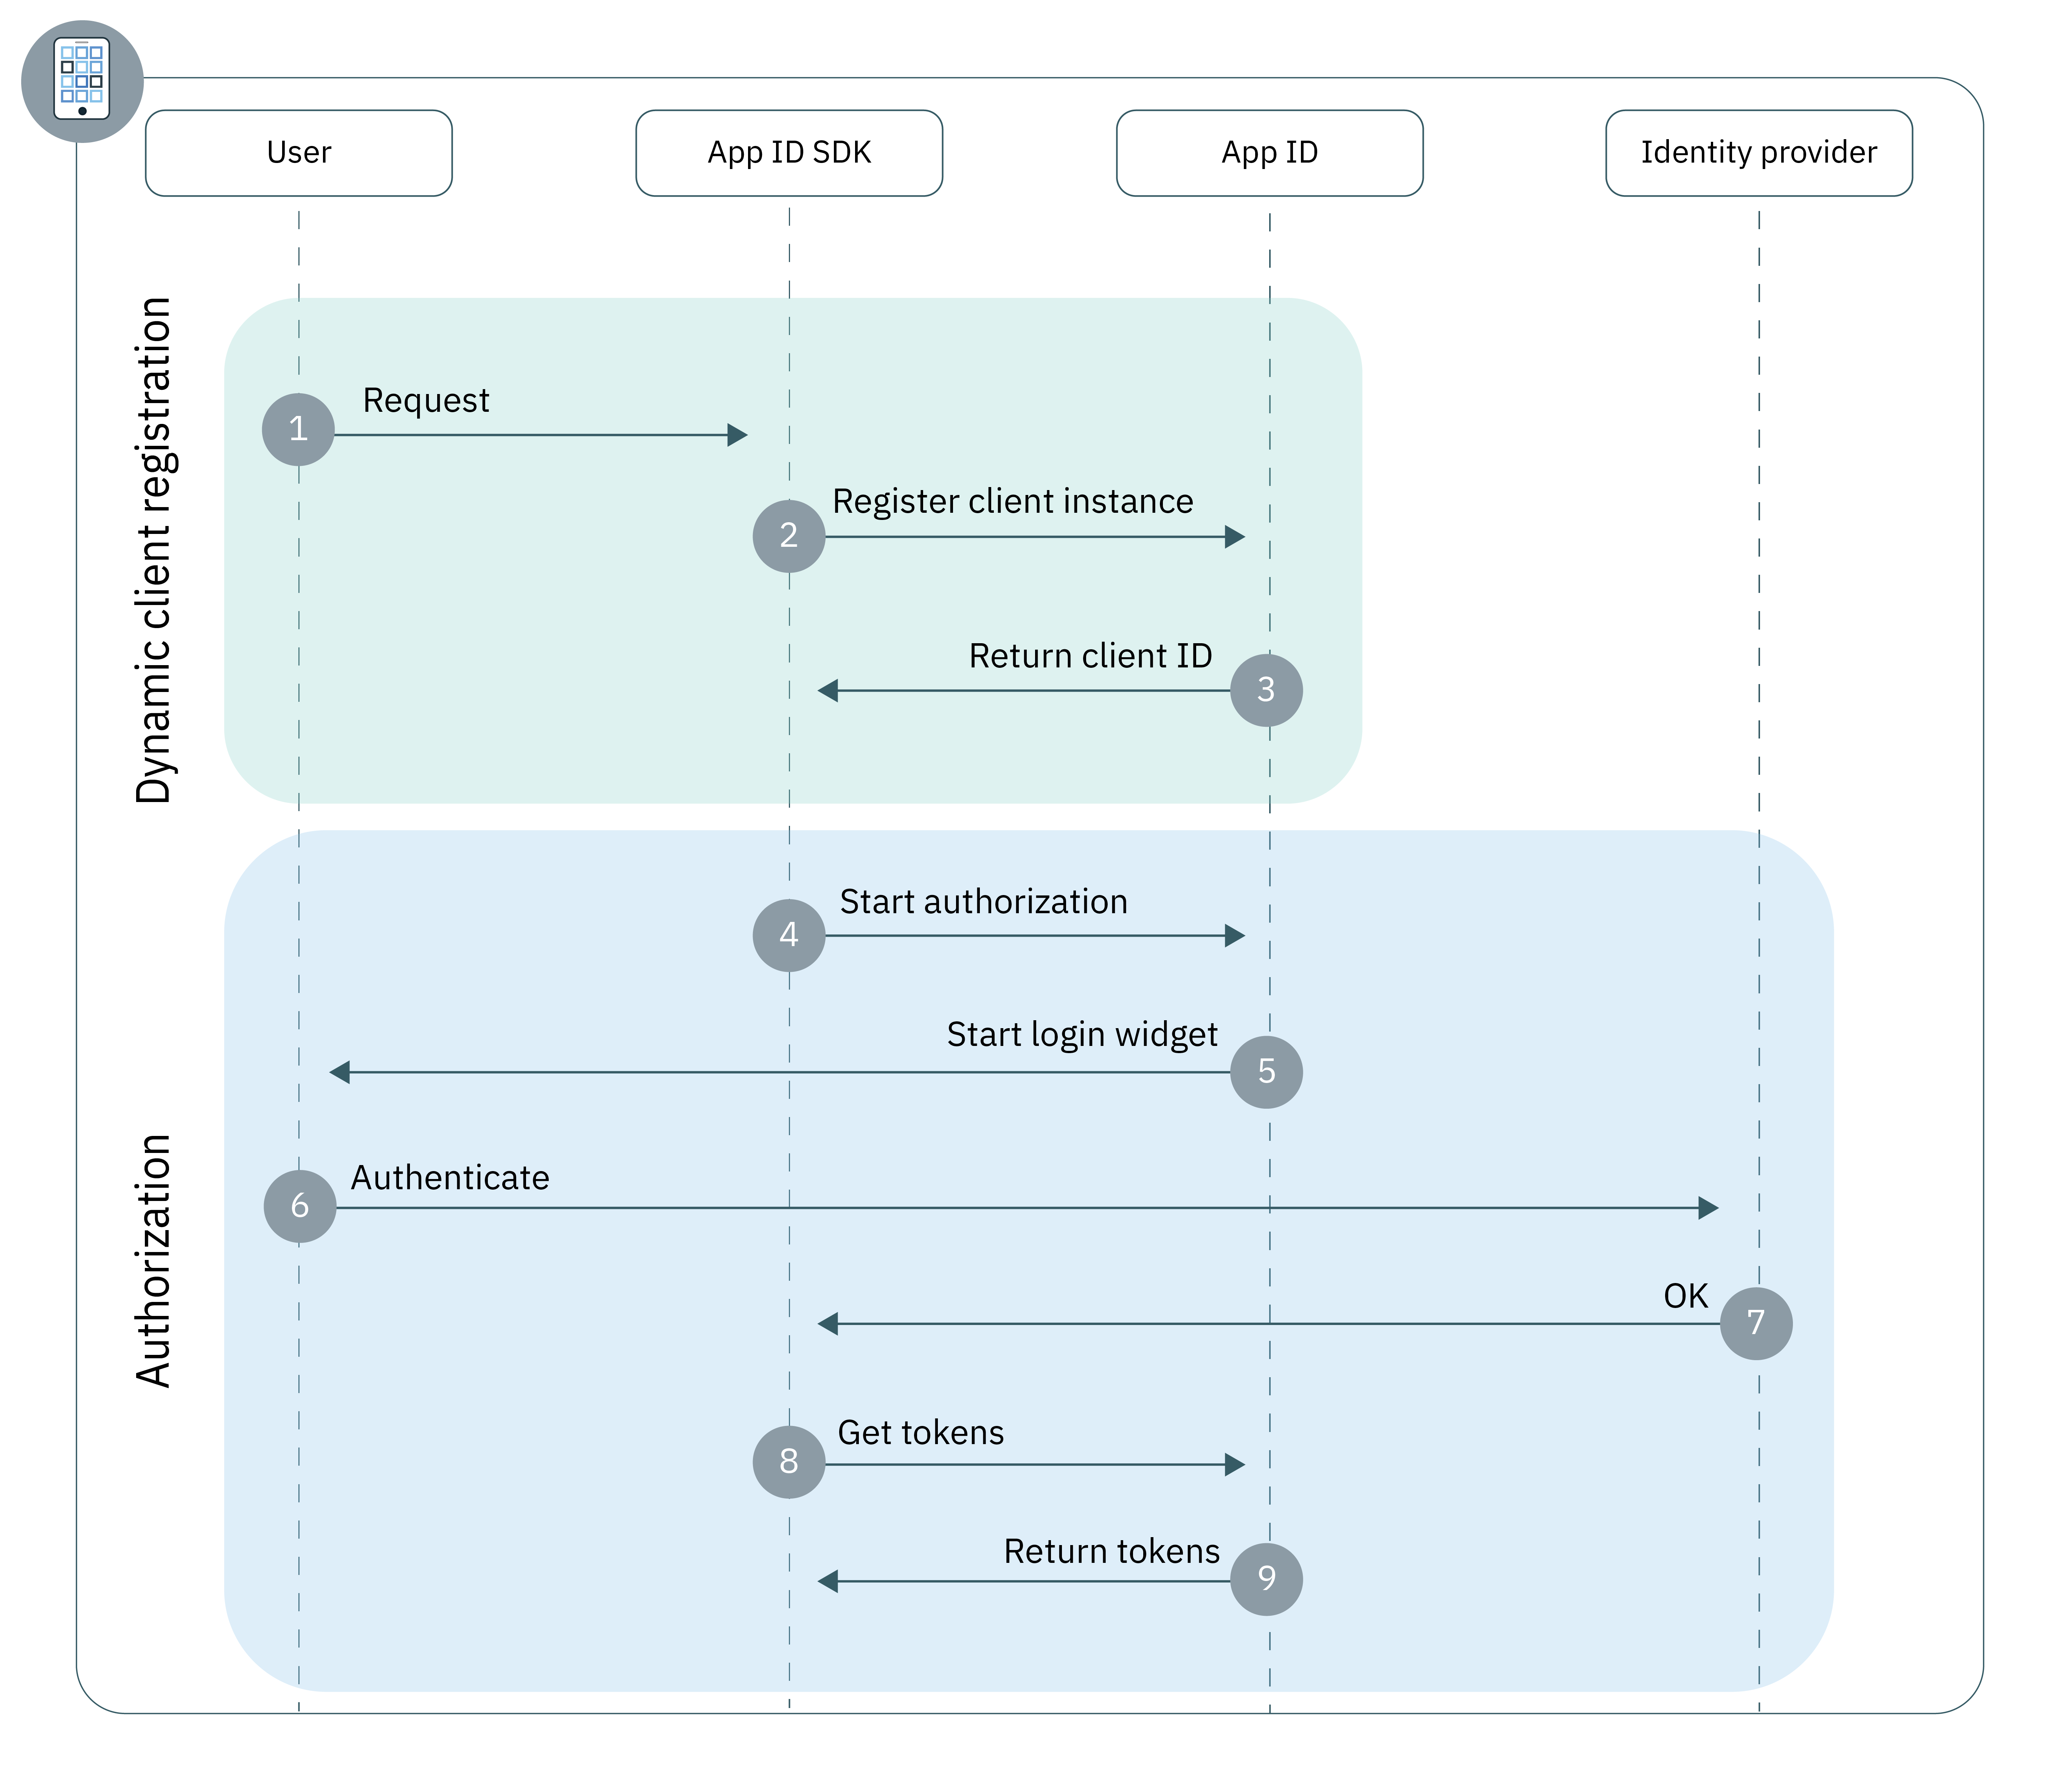 User
App ID SDK
App ID
Identity provider
Dynamic client registration
1
Request
2
Register client instance
3
Return client ID
Authorization
4
Start authorization
5
Start login widget
6
Authenticate
7
OK
8
Get tokens
9
Return tokens